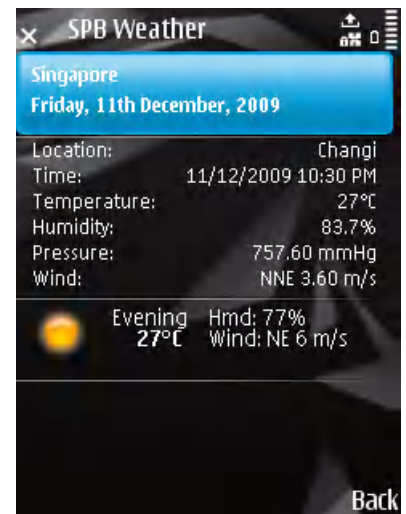 SPB Weather
Singapore
Friday, 11th December, 2009
Location: Changi
Time: 11/12/2009 10:30 PM
Temperature: 27°C
Humidity: 83.7%
Pressure: 757.60 mmHg
Wind: NNE 3.60 m/s
Evening Hmd: 77%
27°C Wind: NE 6 m/s
Back